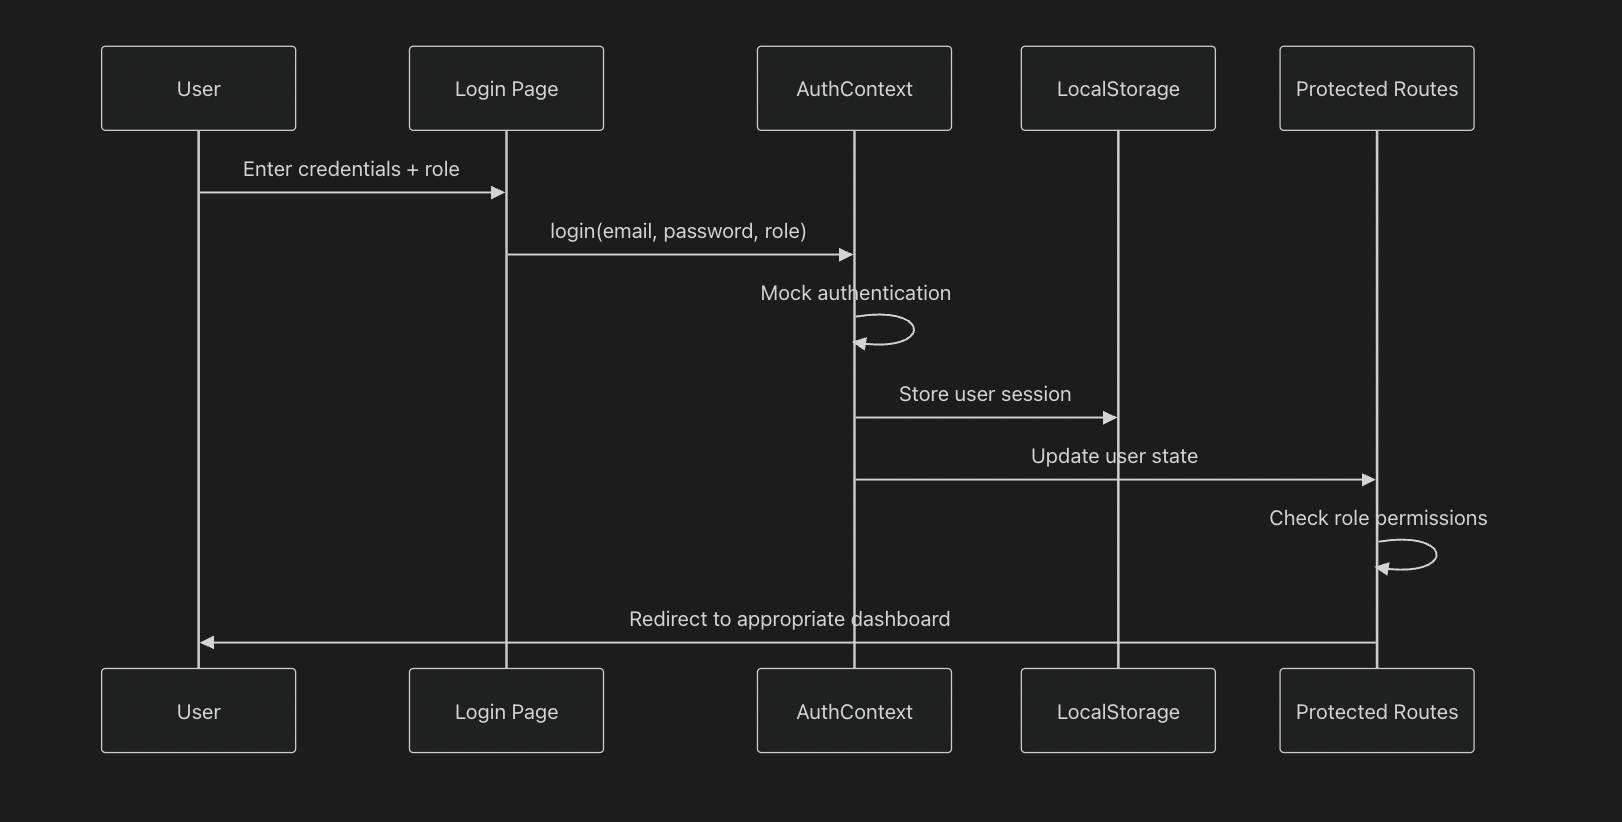 User
Login Page
AuthContext
LocalStorage
Protected Routes
Enter credentials + role
login(email, password, role)
Mock authentication
Store user session
Update user state
Check role permissions
Redirect to appropriate dashboard
User
Login Page
AuthContext
LocalStorage
Protected Routes